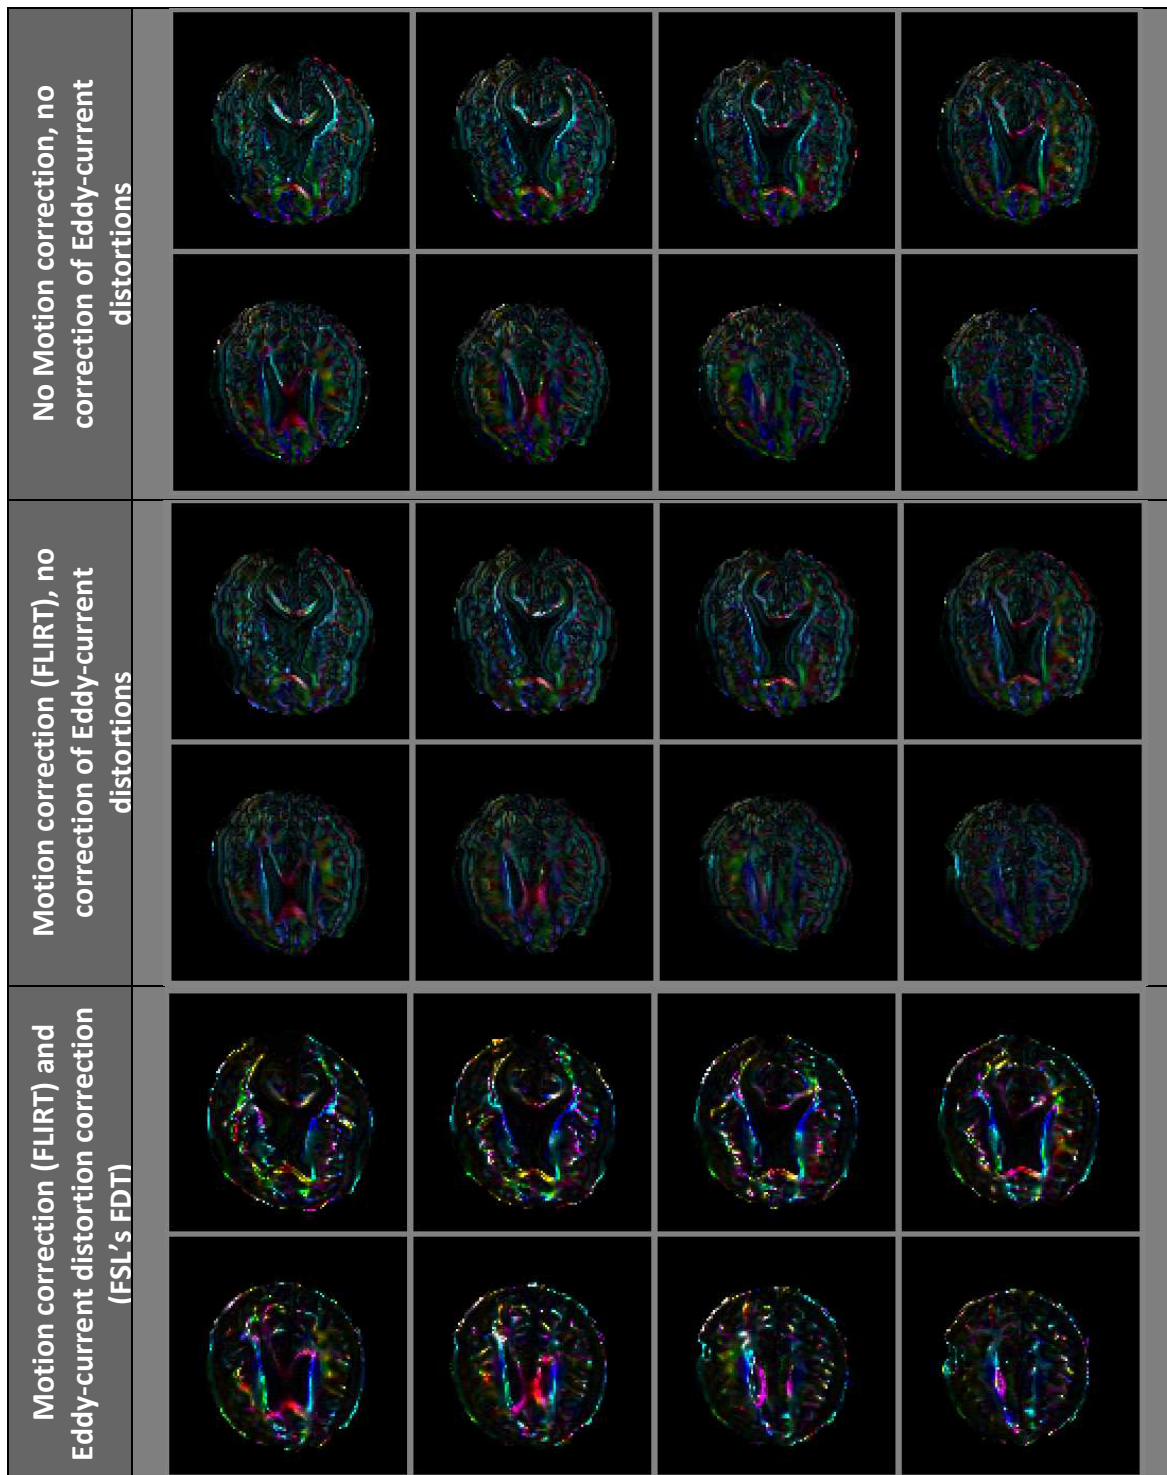 No Motion correction, no
correction of Eddy-current
distortions
Motion correction (FLIRT), no
correction of Eddy-current
distortions
Motion correction (FLIRT) and
Eddy-current distortion correction
(FSL’s FDT)